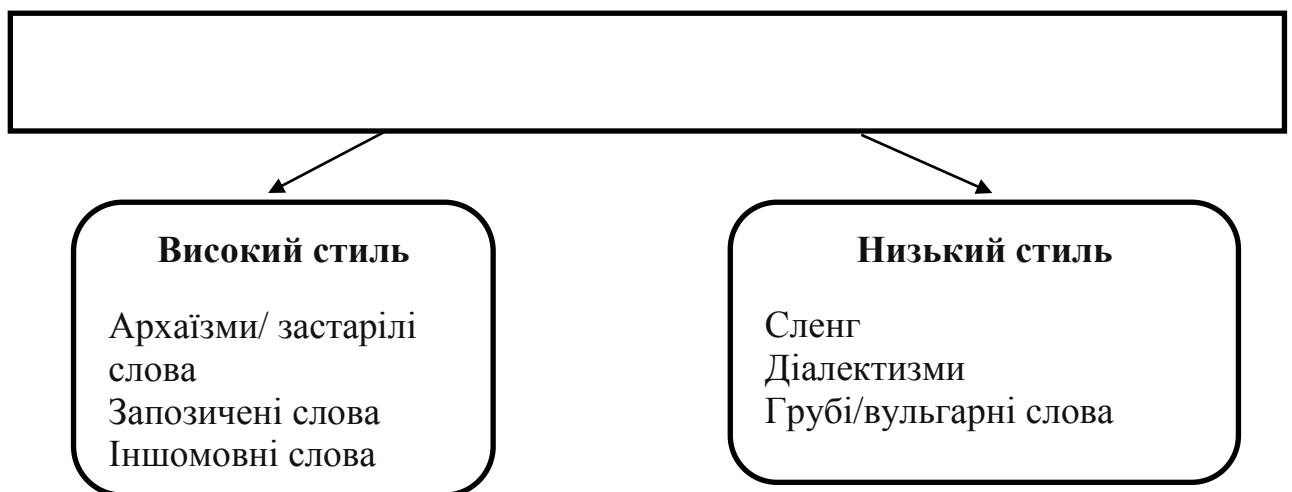 Високий стиль
Архаїзми/ застарілі
слова
Запозичені слова
Іншомовні слова
Низький стиль
Сленг
Діалектизми
Грубі/вульгарні слова